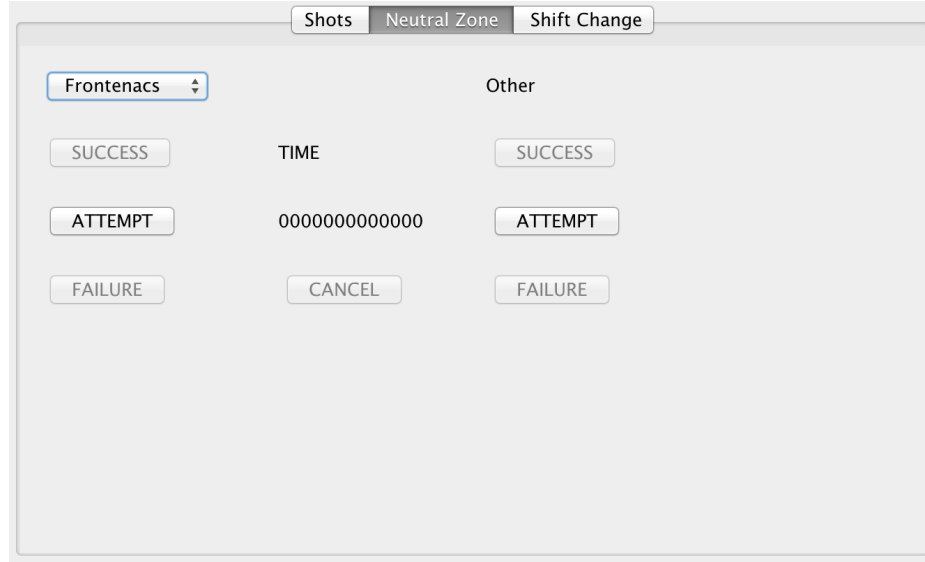 Shots Neutral Zone Shift Change
Frontenacs Other
SUCCESS TIME SUCCESS
ATTEMPT 0000000000000 ATTEMPT
FAILURE CANCEL FAILURE